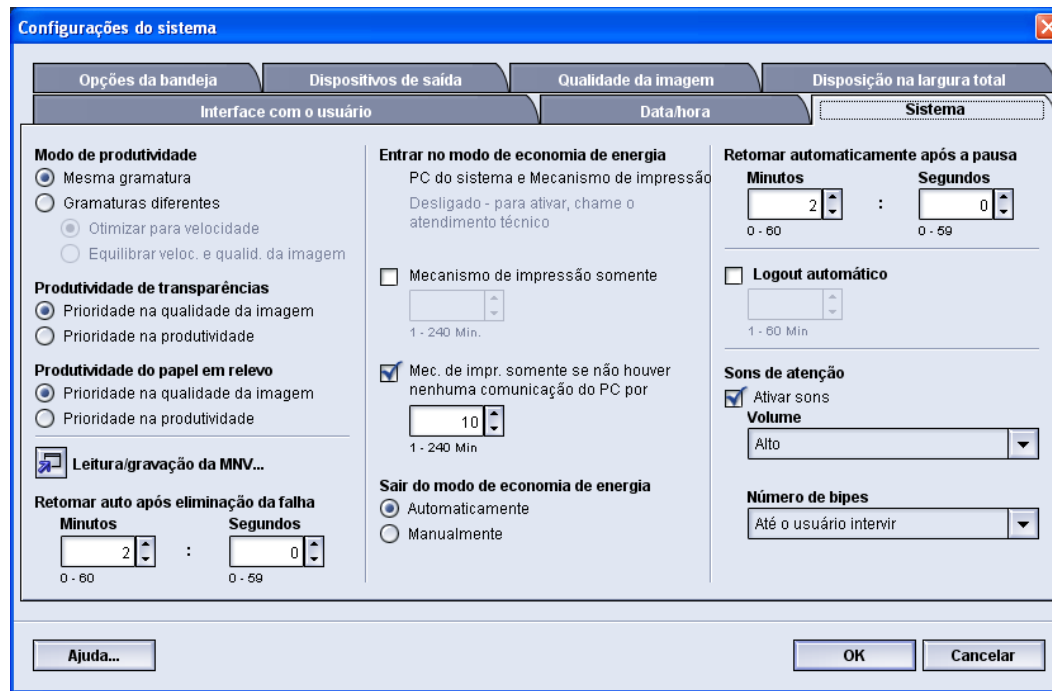 Configurações do sistema
Opções da bandeja
Dispositivos de saída
Qualidade da imagem
Disposição na largura total
Interface com o usuário
Data/hora
Sistema
Modo de produtividade
Mesma gramatura
Gramaturas diferentes
Otimizar para velocidade
Equilibrar veloc. e qualid. da imagem
Produtividade de transparências
Prioridade na qualidade da imagem
Prioridade na produtividade
Produtividade do papel em relevo
Prioridade na qualidade da imagem
Prioridade na produtividade
Leitura/gravação da MNV...
Retomar auto após eliminação da falha
Minutos Segundos
2 : 0
0 - 60 0 - 59
Entrar no modo de economia de energia
PC do sistema e Mecanismo de impressão
Desligado - para ativar, chame o
atendimento técnico
Mecanismo de impressão somente
1 - 240 Min.
Mec. de impr. somente se não houver
nenhuma comunicação do PC por
10
1 - 240 Min
Sair do modo de economia de energia
Automaticamente
Manualmente
Retomar automaticamente após a pausa
Minutos Segundos
2 : 0
0 - 60 0 - 59
Logout automático
1 - 60 Min
Sons de atenção
Ativar sons
Volume
Alto
Número de bipes
Até o usuário intervir
Ajuda...
OK
Cancelar